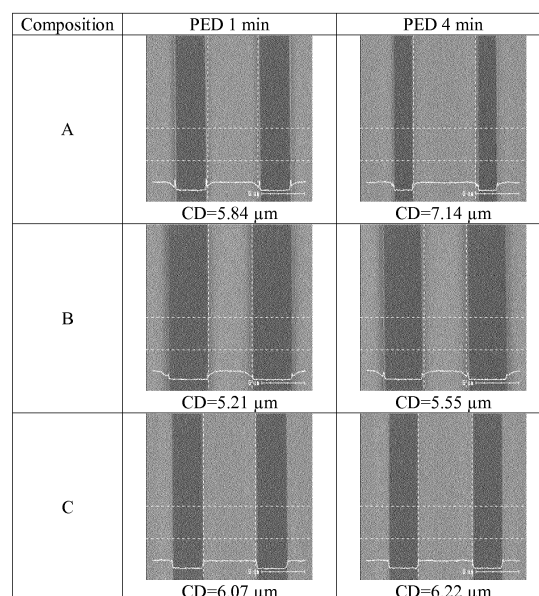 Composition PED 1 min PED 4 min
A
CD=5.84 µm CD=7.14 µm
B
CD=5.21 µm CD=5.55 µm
C
CD=6.07 µm CD=6.22 µm